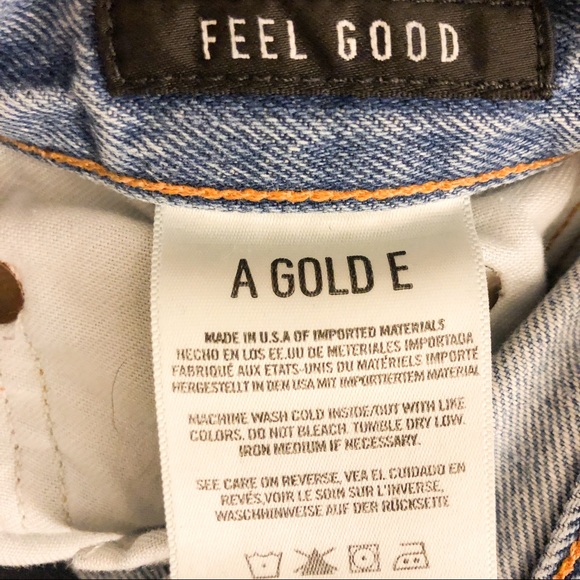 FEEL GOOD
A GOLD E
MADE IN U.S.A OF IMPORTED MATERIALS
HECHO EN LOS EE.UU DE METERIALES IMPORTADA
FABRIQUÉ AUX ETATS-UNIS DU MATÉRIELS IMPORTÉ
HERGESTELLT IN DEN USA MIT IMPORTIERTEM MATERIAL
MACHINE WASH COLD INSIDE/OUT WITH LIKE
COLORS. DO NOT BLEACH. TUMBLE DRY LOW.
IRON MEDIUM IF NECESSARY.
SEE CARE ON REVERSE, VEA EL CUIDADO EN
REVÉS,VOIR LE SOIM SUR L'INVERSE,
WASCHHINWEISE AUF DER RÜCKSETTE